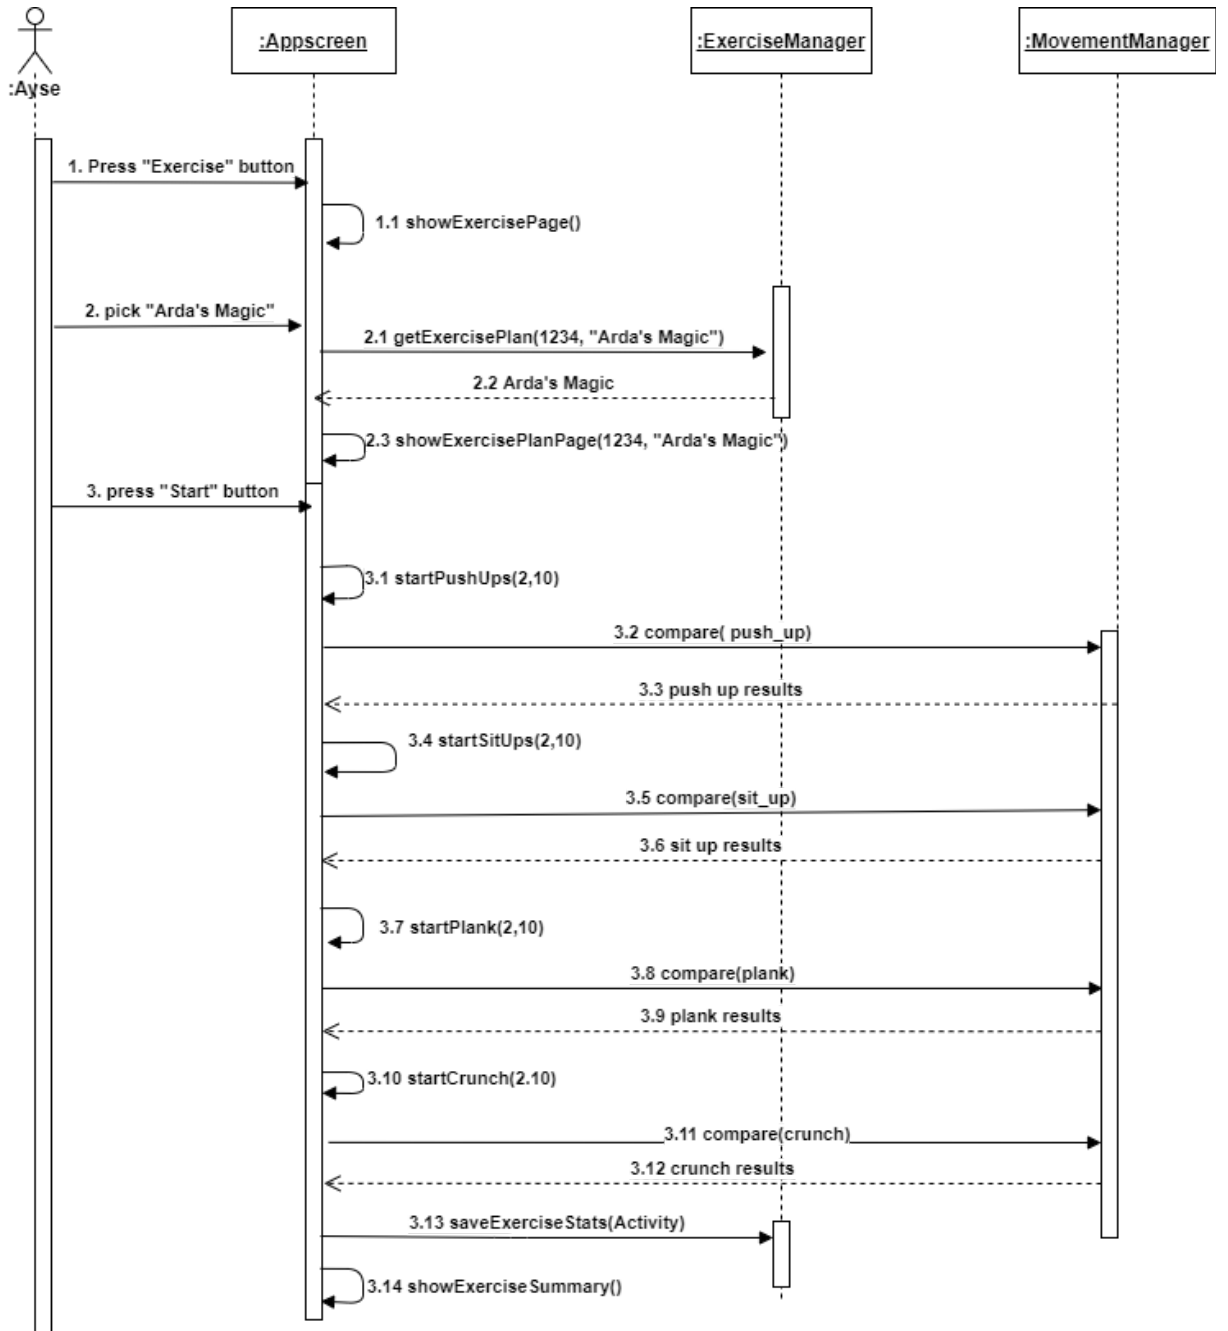 :Ayse
:Appscreen
:ExerciseManager
:MovementManager
1. Press "Exercise" button
1.1 showExercisePage()
2. pick "Arda's Magic"
2.1 getExercisePlan(1234, "Arda's Magic")
2.2 Arda's Magic
2.3 showExercisePlanPage(1234, "Arda's Magic")
3. press "Start" button
3.1 startPushUps(2,10)
3.2 compare( push_up)
3.3 push up results
3.4 startSitUps(2,10)
3.5 compare(sit_up)
3.6 sit up results
3.7 startPlank(2,10)
3.8 compare(plank)
3.9 plank results
3.10 startCrunch(2.10)
3.11 compare(crunch)
3.12 crunch results
3.13 saveExerciseStats(Activity)
3.14 showExerciseSummary()